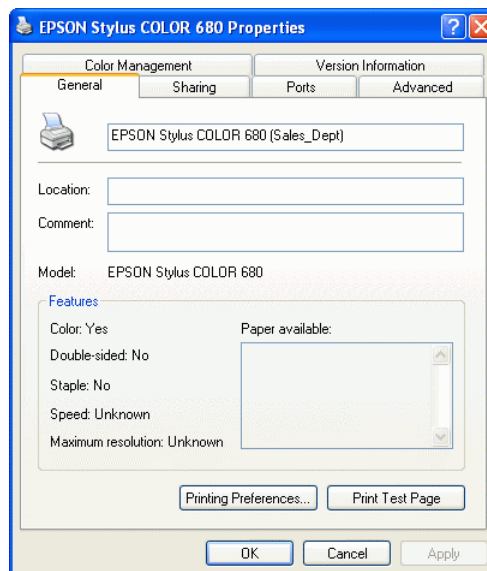 EPSON Stylus COLOR 680 Properties
Color Management Version Information
General Sharing Ports Advanced
EPSON Stylus COLOR 680 (Sales_Dept)
Location:
Comment:
Model: EPSON Stylus COLOR 680
Features
Color: Yes Paper available:
Double-sided: No
Staple: No
Speed: Unknown
Maximum resolution: Unknown
Printing Preferences... Print Test Page
OK Cancel Apply